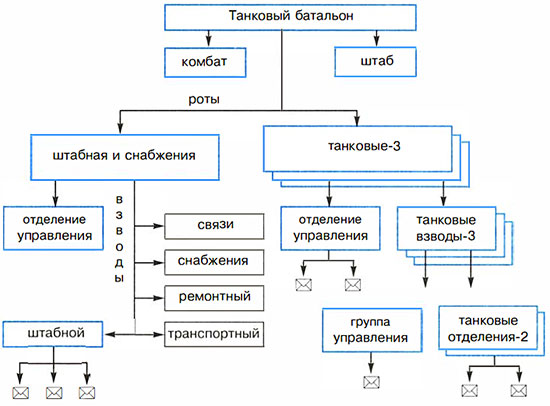 Танковый батальон
комбат
штаб
роты
штабная и снабжения
танковые-3
взводы
отделение
управления
связи
снабжения
ремонтный
транспортный
штабной
отделение
управления
танковые
взводы-3
группа
управления
танковые
отделения-2